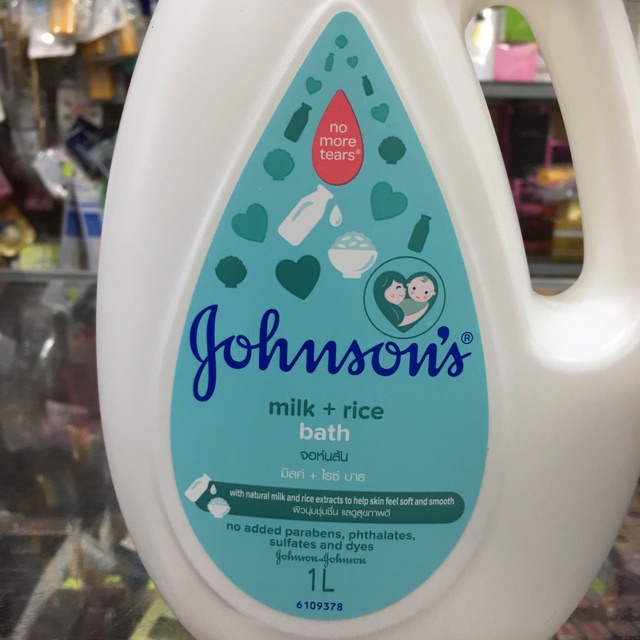 no
more
tears®
Johnson's®
milk + rice
bath
จอห์นสัน
มิลค์ + ไรซ์ บาธ
with natural milk and rice extracts to help skin feel soft and smooth
ผิวนุ่มชุ่มชื่น แลดูสุขภาพดี
no added parabens, phthalates,
sulfates and dyes
Johnson & Johnson
1L
6109378